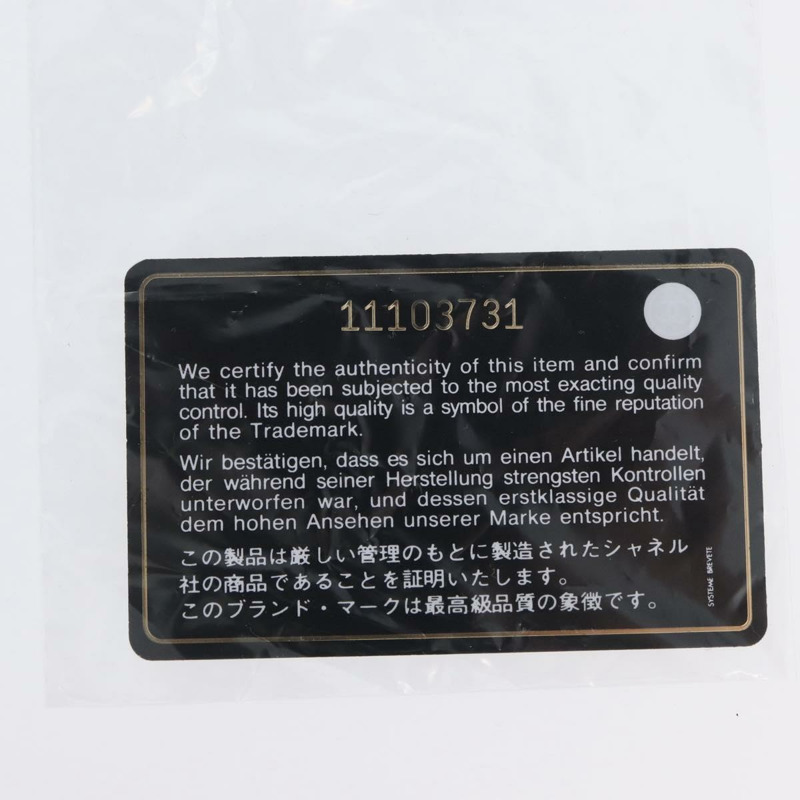 11103731
We certify the authenticity of this item and confirm
that it has been subjected to the most exacting quality
control. Its high quality is a symbol of the fine reputation
of the Trademark.
Wir bestätigen, dass es sich um einen Artikel handelt,
der während seiner Herstellung strengsten Kontrollen
unterworfen war, und dessen erstklassige Qualität
dem hohen Ansehen unserer Marke entspricht.
この製品は厳しい管理のもとに製造されたシャネル
社の商品であることを証明いたします。
このブランド・マークは最高級品質の象徴です。
SYSTEME BREVETE